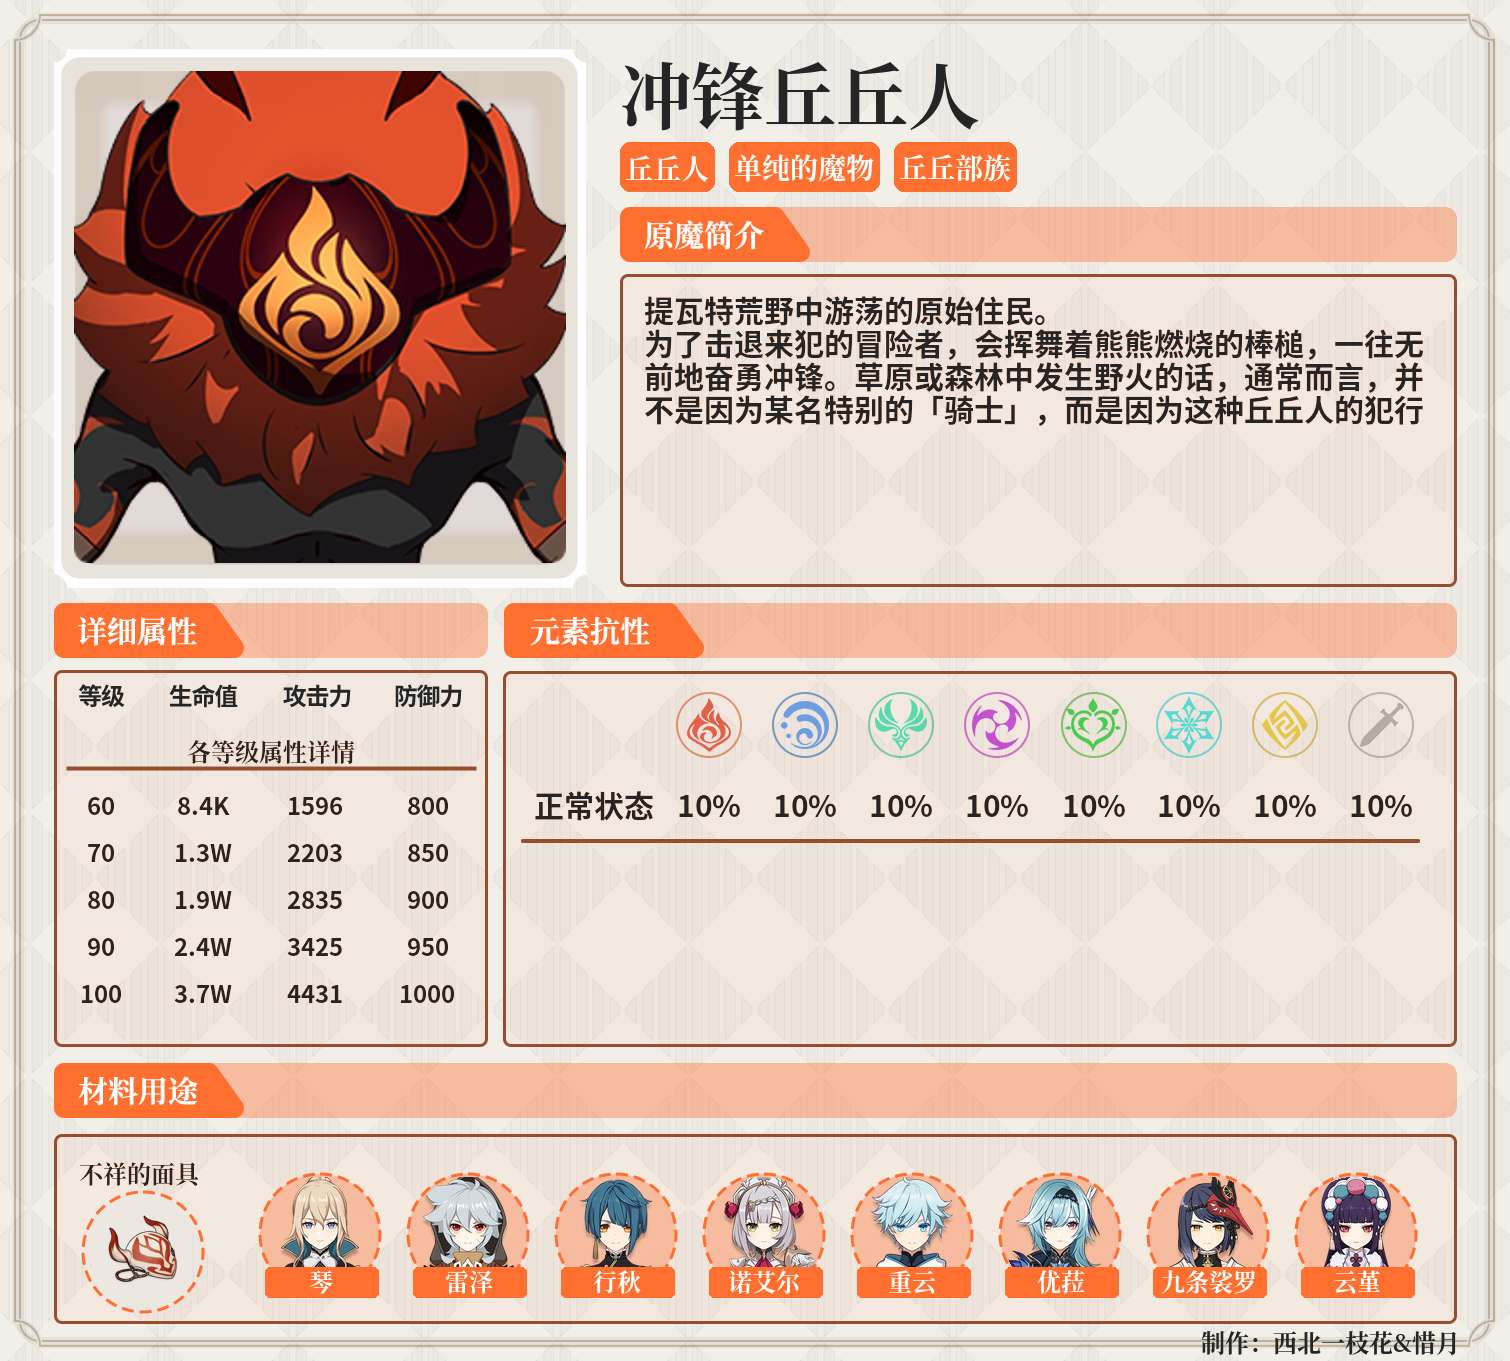 冲锋丘丘人
丘丘人 单纯的魔物 丘丘部族
原魔简介
提瓦特荒野中游荡的原始住民。
为了击退来犯的冒险者，会挥舞着熊熊燃烧的棒槌，一往无
前地奋勇冲锋。草原或森林中发生野火的话，通常而言，并
不是因为某名特别的「骑士」，而是因为这种丘丘人的犯行
详细属性
等级 生命值 攻击力 防御力
各等级属性详情
60 8.4K 1596 800
70 1.3W 2203 850
80 1.9W 2835 900
90 2.4W 3425 950
100 3.7W 4431 1000
元素抗性
正常状态 10% 10% 10% 10% 10% 10% 10% 10%
材料用途
不祥的面具
琴 雷泽 行秋 诺艾尔 重云 优菈 九条裟罗 云堇
制作：西北一枝花&惜月